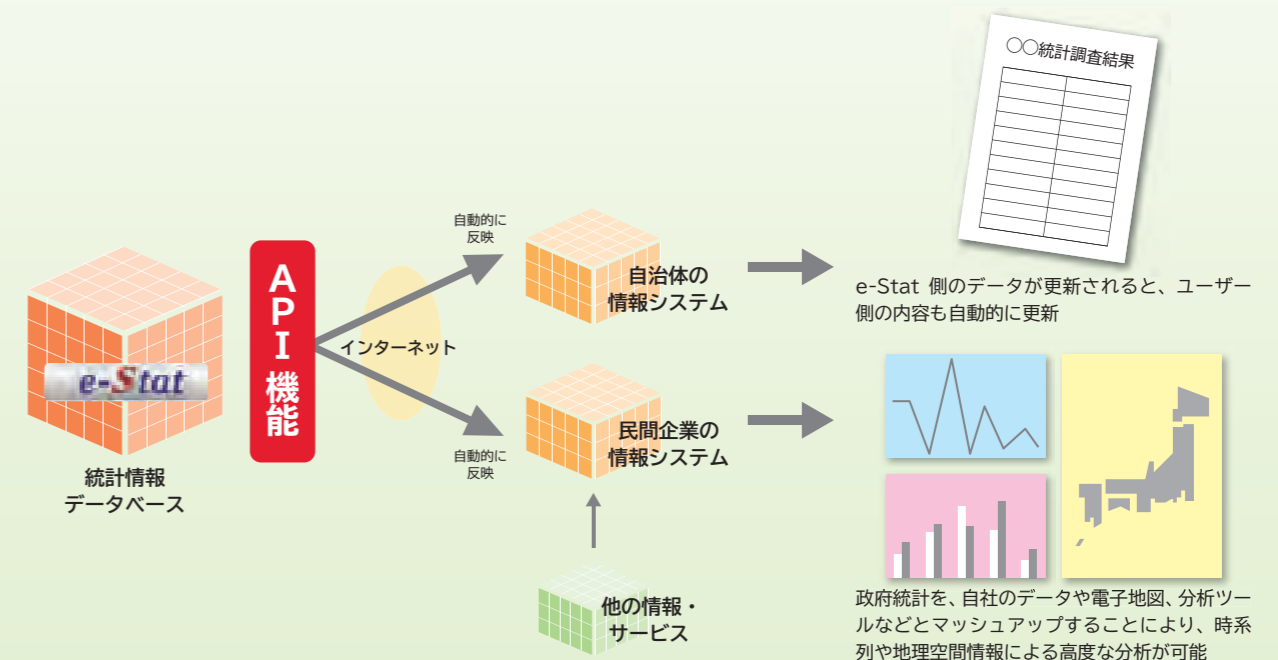 〇〇統計調査結果
自動的に
反映
自治体の
情報システム
e-Stat 側のデータが更新されると、ユーザー
側の内容も自動的に更新
API機能
インターネット
e-Stat
統計情報
データベース
自動的に
反映
民間企業の
情報システム
他の情報・
サービス
政府統計を、自社のデータや電子地図、分析ツー
ルなどとマッシュアップすることにより、時系
列や地理空間情報による高度な分析が可能